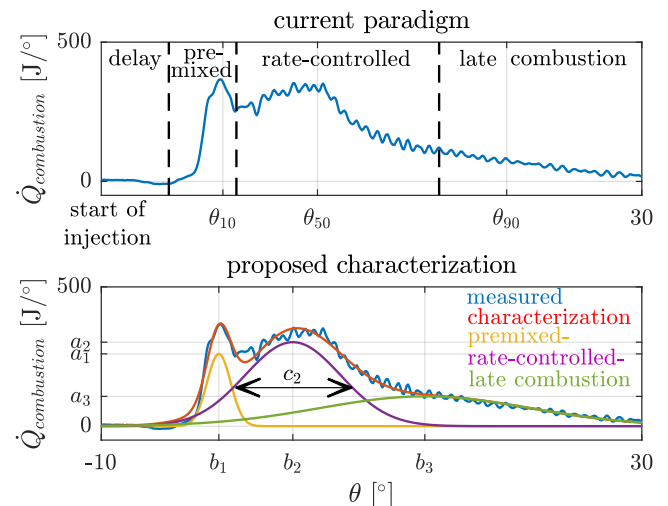 current paradigm
500
delay
pre-
mixed
rate-controlled
late combustion
0
Q̇combustion [J/°]
start of
injection
θ10
θ50
θ90
30
proposed characterization
500
measured
characterization
premixed-
rate-controlled-
late combustion
a2
a1
c2
a3
0
Q̇combustion [J/°]
-10
b1
b2
b3
30
θ [°]